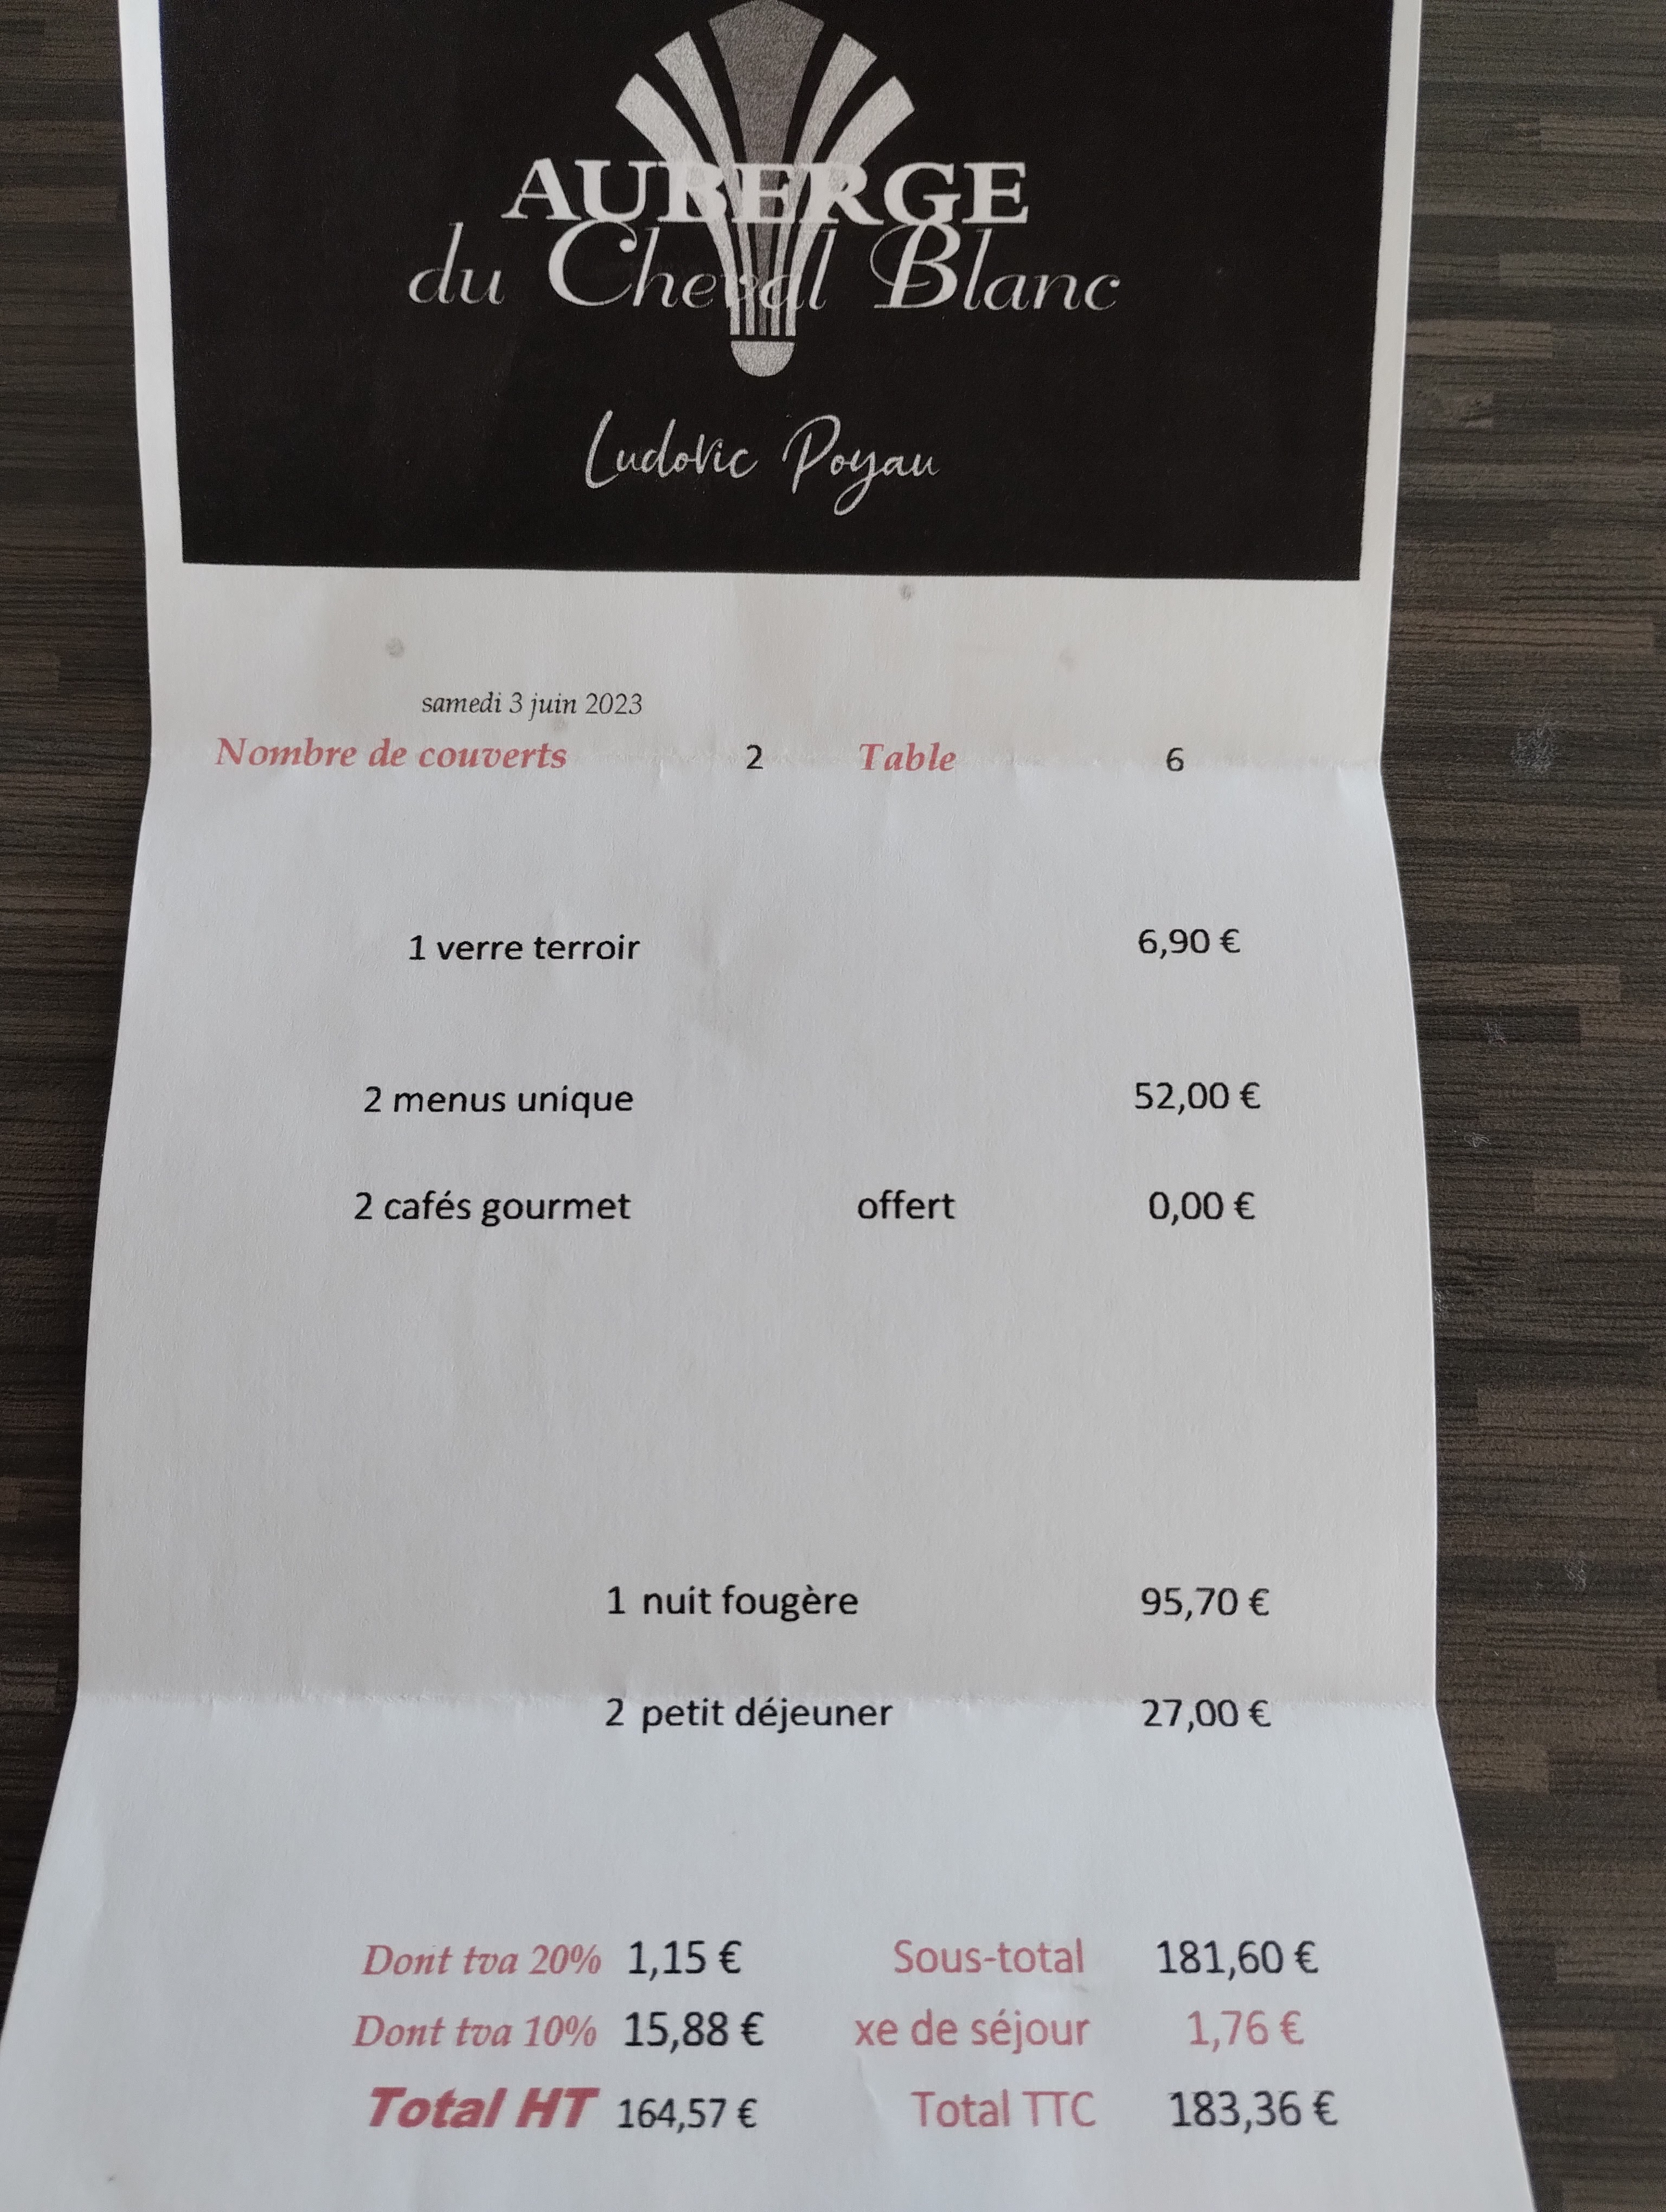 AUBERGE
du Cheval Blanc
Ludovic Poyau
samedi 3 juin 2023
Nombre de couverts 2 Table 6
1 verre terroir 6,90 €
2 menus unique 52,00 €
2 cafés gourmet offert 0,00 €
1 nuit fougère 95,70 €
2 petit déjeuner 27,00 €
Dont tva 20% 1,15 € Sous-total 181,60 €
Dont tva 10% 15,88 € xe de séjour 1,76 €
Total HT 164,57 € Total TTC 183,36 €